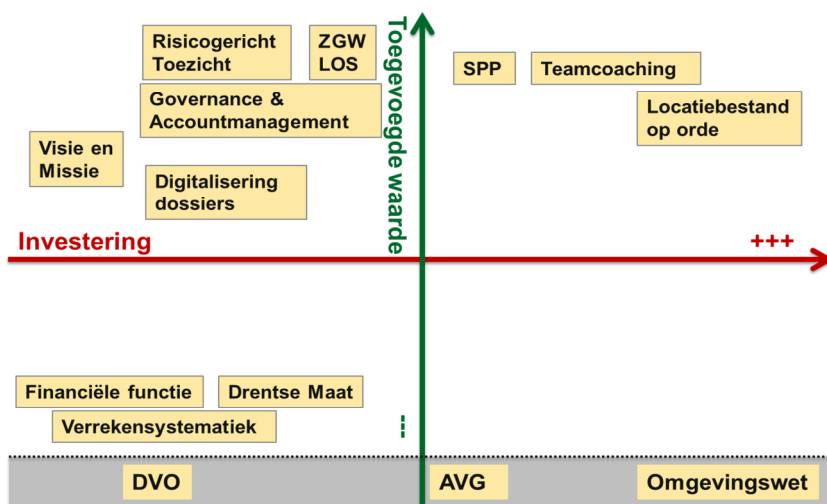 Risicogericht
Toezicht
ZGW
LOS
Governance &
Accountmanagement
Visie en
Missie
Digitalisering
dossiers
Toegevoegde waarde
SPP
Teamcoaching
Locatiebestand
op orde
Investering
+++
Financiële functie
Drentse Maat
Verrekensystematiek
---
DVO
AVG
Omgevingswet